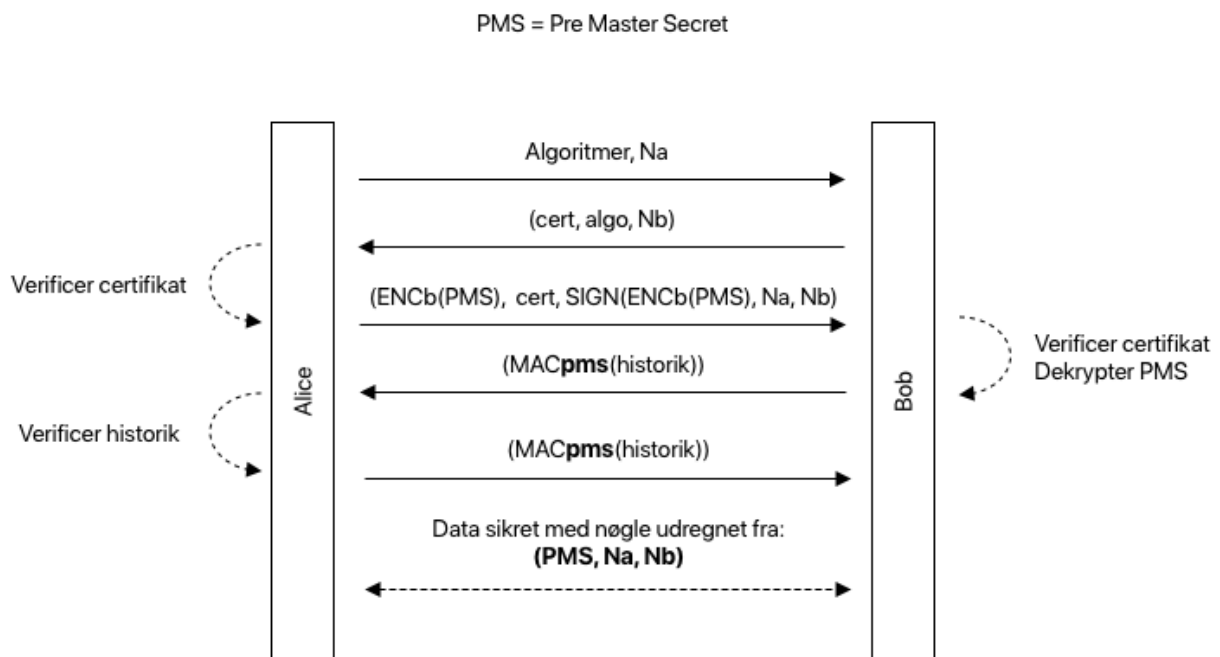 PMS = Pre Master Secret
Algoritmer, Na
(cert, algo, Nb)
Verificer certifikat
(ENCb(PMS),  cert, SIGN(ENCb(PMS), Na, Nb)
Verificer certifikat
Dekrypter PMS
(MACpms(historik))
Alice
Bob
Verificer historik
(MACpms(historik))
Data sikret med nøgle udregnet fra:
(PMS, Na, Nb)